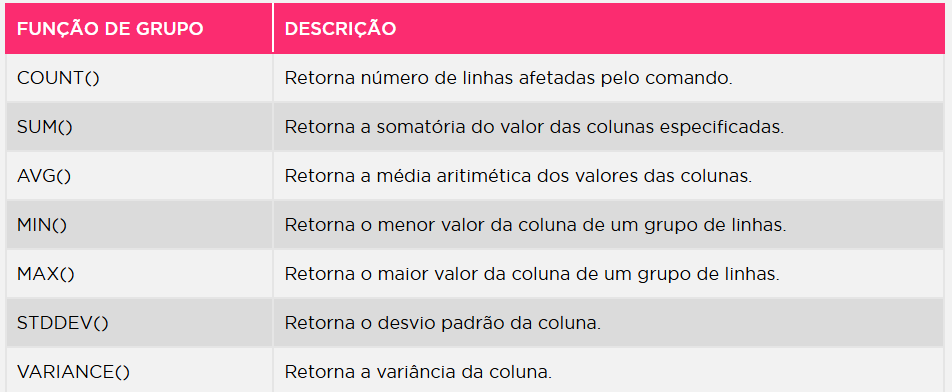 FUNÇÃO DE GRUPO DESCRIÇÃO
COUNT() Retorna número de linhas afetadas pelo comando.
SUM() Retorna a somatória do valor das colunas especificadas.
AVG() Retorna a média aritimética dos valores das colunas.
MIN() Retorna o menor valor da coluna de um grupo de linhas.
MAX() Retorna o maior valor da coluna de um grupo de linhas.
STDDEV() Retorna o desvio padrão da coluna.
VARIANCE() Retorna a variância da coluna.